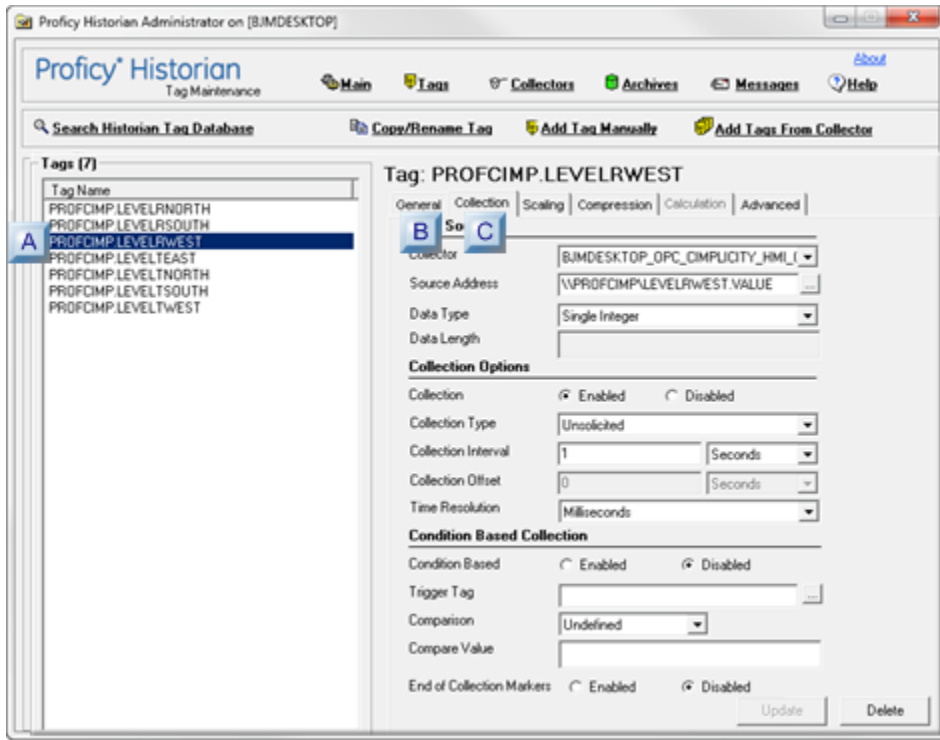 Proficy Historian Administrator on [BJMDESKTOP]
Proficy* Historian
Tag Maintenance
Main
Tags
Collectors
Archives
Messages
About
Help
Search Historian Tag Database
Copy/Rename Tag
Add Tag Manually
Add Tags From Collector
Tags (7)
Tag Name
PROFCIMP.LEVELRNORTH
PROFCIMP.LEVELRSOUTH
A
PROFCIMP.LEVELRWEST
PROFCIMP.LEVELTEAST
PROFCIMP.LEVELTNORTH
PROFCIMP.LEVELTSOUTH
PROFCIMP.LEVELTWEST
Tag: PROFCIMP.LEVELRWEST
General Collection Scaling Compression Calculation Advanced
B C
Collector BJMDESKTOP_OPC_CIMPLICITY_HMI_(
Source Address \\PROFCIMP\LEVELRWEST.VALUE ...
Data Type Single Integer
Data Length
Collection Options
Collection Enabled Disabled
Collection Type Unsolicited
Collection Interval 1 Seconds
Collection Offset 0 Seconds
Time Resolution Milliseconds
Condition Based Collection
Condition Based Enabled Disabled
Trigger Tag ...
Comparison Undefined
Compare Value
End of Collection Markers Enabled Disabled
Update Delete